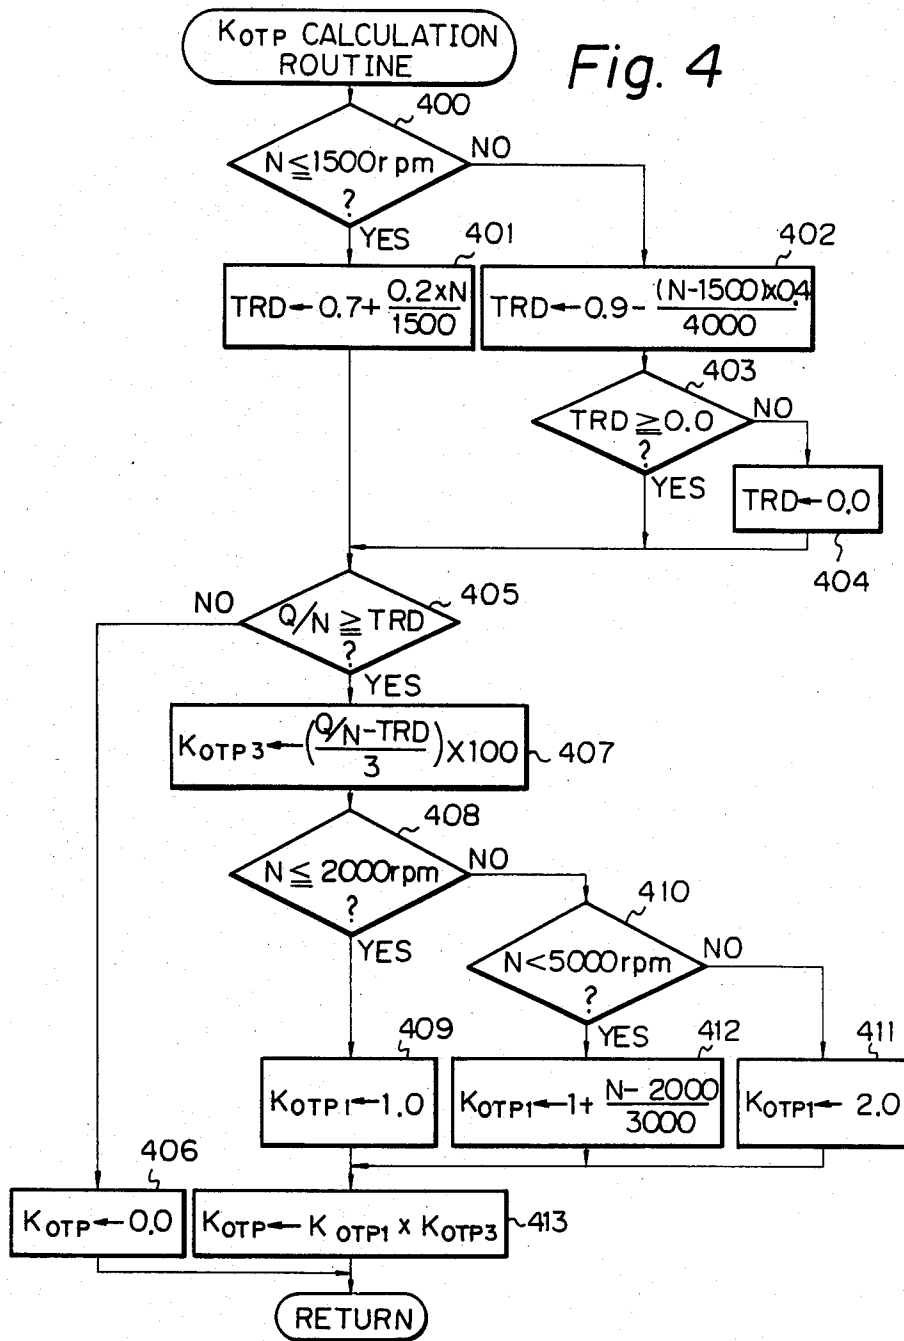 KOTP CALCULATION
ROUTINE
Fig. 4
400
N ≦ 1500rpm
?
NO
YES
401
TRD←0.7+ 0.2×N/1500
402
TRD←0.9− (N-1500)×0.4/4000
403
TRD ≧ 0.0
?
NO
YES
TRD←0.0
404
405
Q/N ≧ TRD
?
NO
YES
KOTP3←(Q/N-TRD/3)×100
407
408
N ≦ 2000rpm
?
NO
YES
410
N<5000rpm
?
NO
YES
409
KOTP1←1.0
412
KOTP1←1+ N-2000/3000
411
KOTP1← 2.0
406
KOTP←0.0
KOTP← KOTP1 × KOTP3
413
RETURN